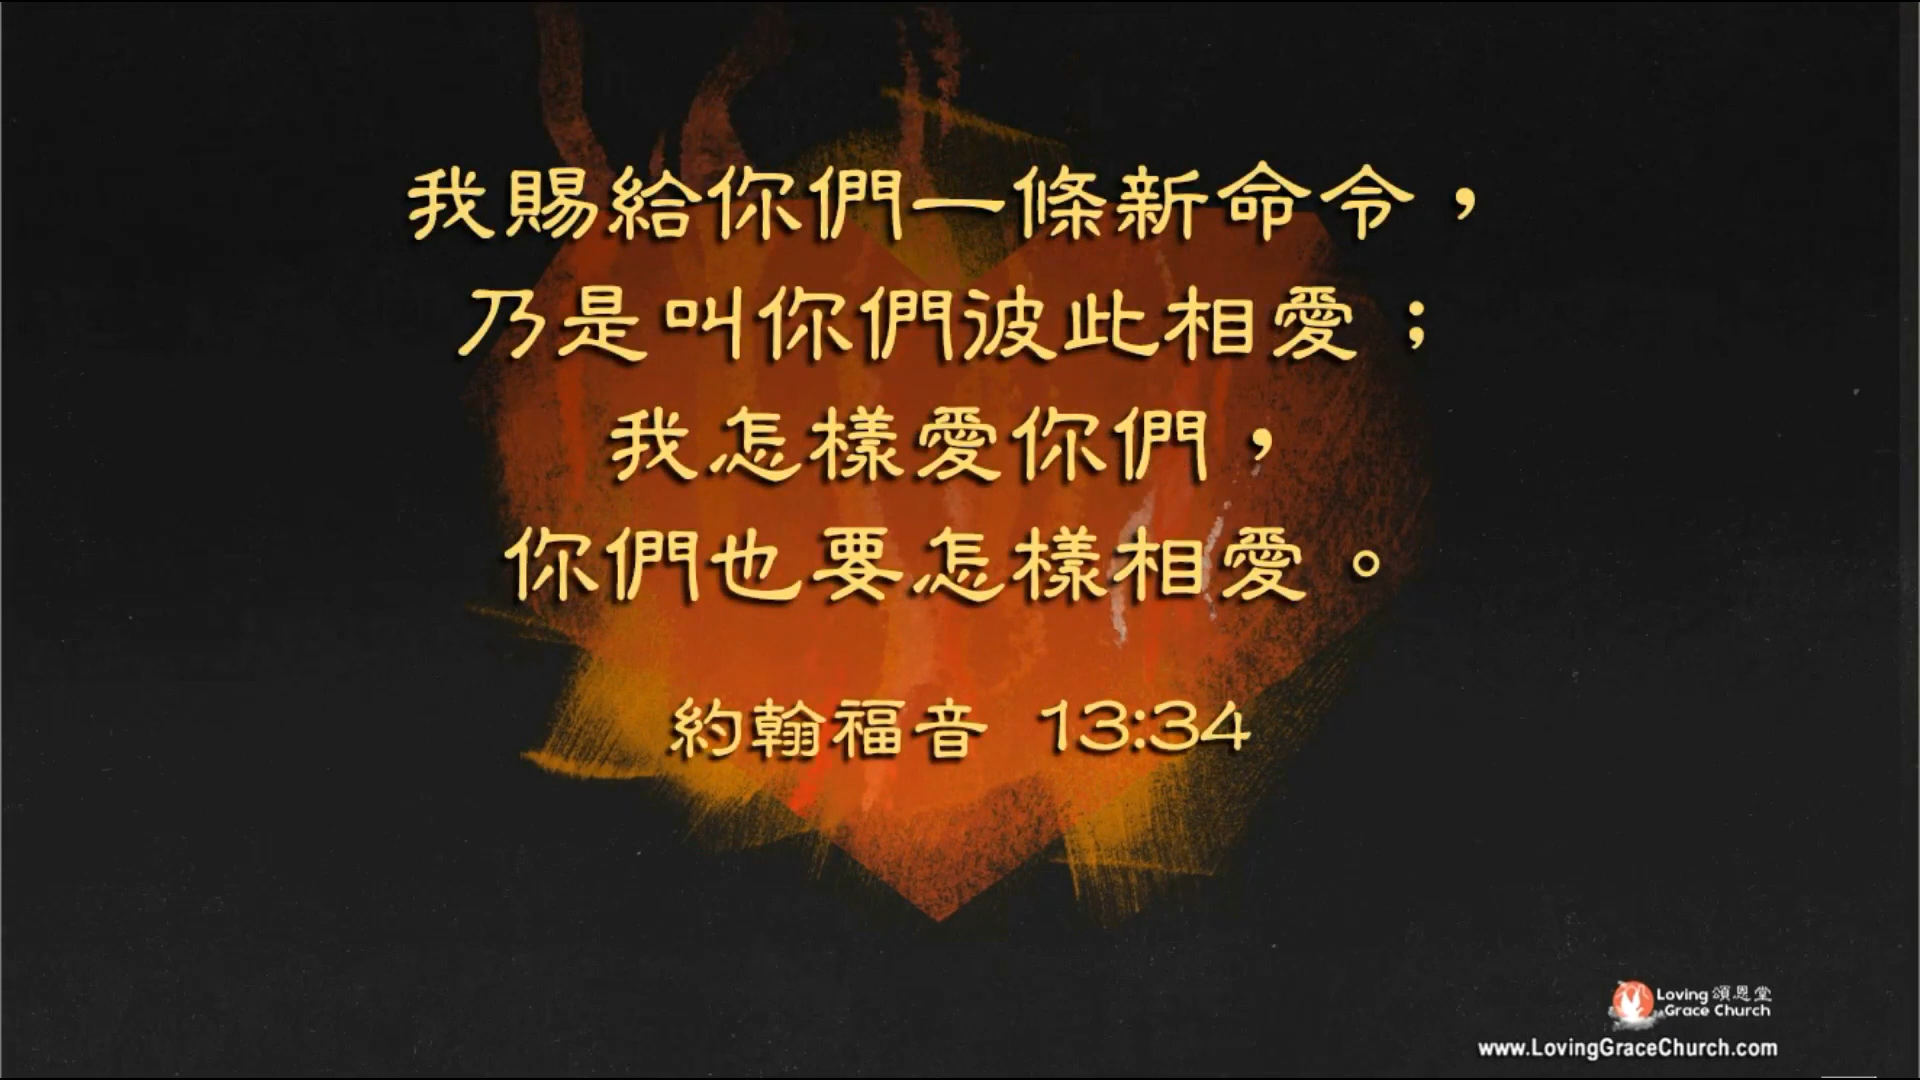 我賜給你們一條新命令，
乃是叫你們彼此相愛；
我怎樣愛你們，
你們也要怎樣相愛。
約翰福音 13:34
Loving 頌恩堂
Grace Church
www.LovingGraceChurch.com